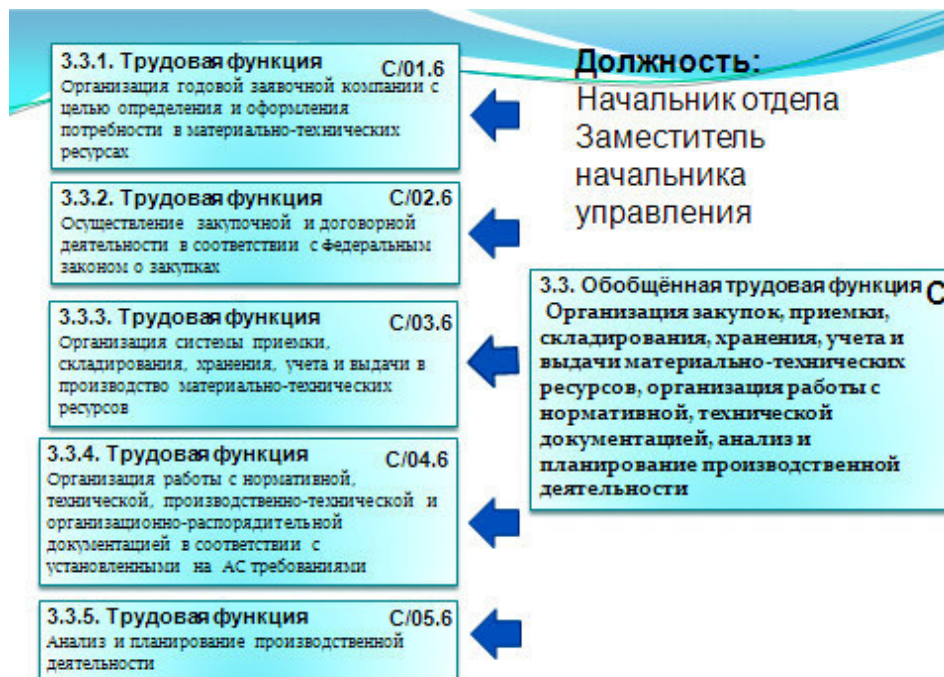 3.3.1. Трудовая функция
С/01.6
Организация годовой заявочной компании с
целью определения и оформления
потребности в материально-технических
ресурсах
3.3.2. Трудовая функция
С/02.6
Осуществление закупочной и договорной
деятельности в соответствии с Федеральным
законом о закупках
3.3.3. Трудовая функция
С/03.6
Организация системы приемки,
складирования, хранения, учета и выдачи в
производство материально-технических
ресурсов
3.3.4. Трудовая функция
С/04.6
Организация работы с нормативной,
технической, производственно-технической и
организационно-распорядительной
документацией в соответствии с
установленными на АС требованиями
3.3.5. Трудовая функция
С/05.6
Анализ и планирование производственной
деятельности
Должность:
Начальник отдела
Заместитель
начальника
управления
3.3. Обобщённая трудовая функция С
Организация закупок, приемки,
складирования, хранения, учета и
выдачи материально-технических
ресурсов, организация работы с
нормативной, технической
документацией, анализ и
планирование производственной
деятельности